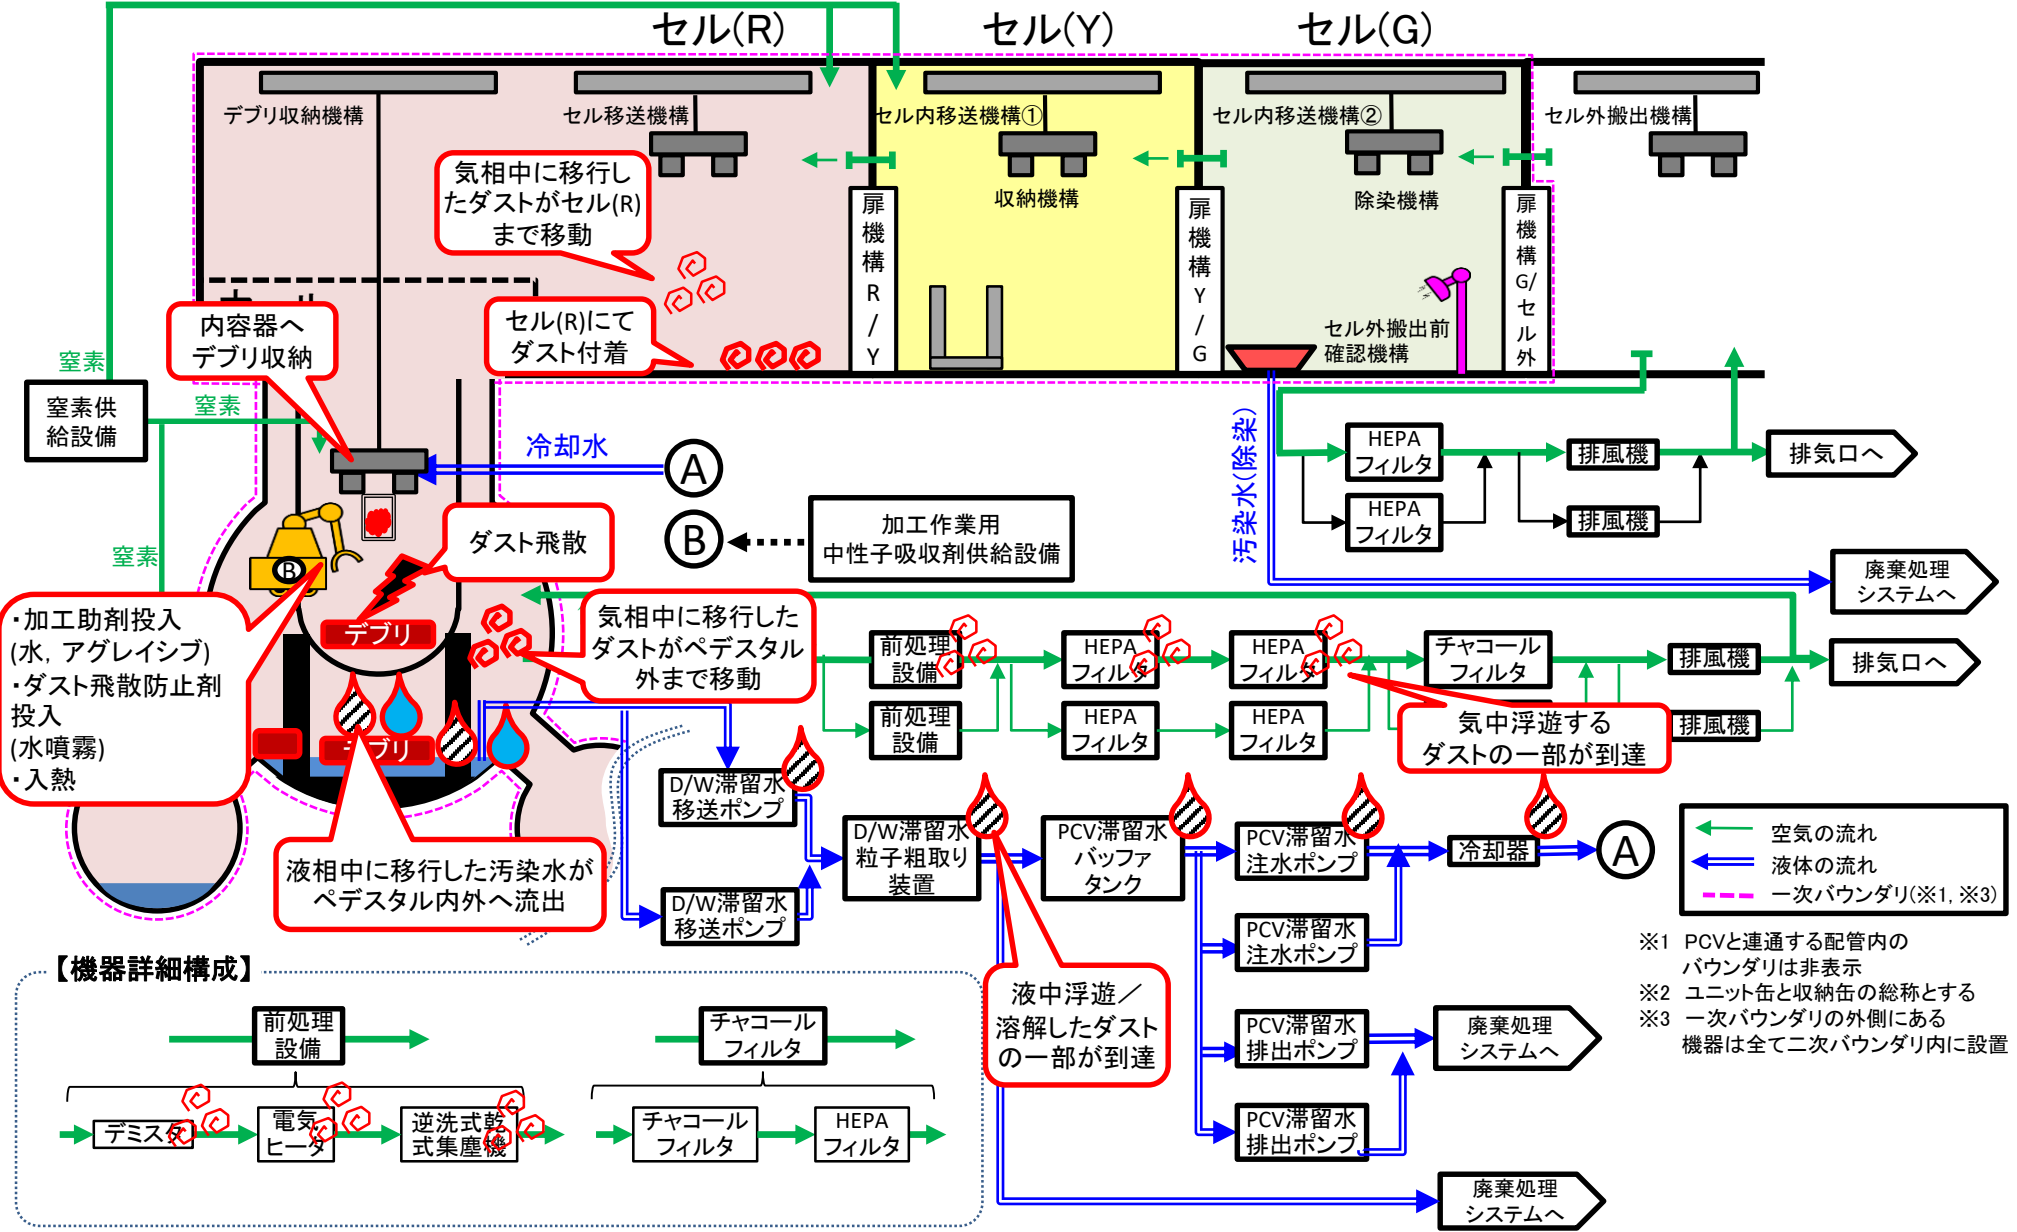 セル(R)
セル(Y)
セル(G)
デブリ収納機構
セル移送機構
セル内移送機構①
セル内移送機構②
セル外搬出機構
収納機構
除染機構
気相中に移行し
たダストがセル(R)
まで移動
セル(R)にて
ダスト付着
内容器へ
デブリ収納
扉機構R/Y
扉機構Y/G
扉機構G/セル外
セル外搬出前
確認機構
窒素
窒素
窒素
窒素供
給設備
冷却水
A
B
加工作業用
中性子吸収剤供給設備
汚染水(除染)
HEPA
フィルタ
HEPA
フィルタ
排風機
排風機
排気口へ
廃棄処理
システムへ
ダスト飛散
B
デブリ
デブリ
・加工助剤投入
(水，アグレイシブ)
・ダスト飛散防止剤
投入
(水噴霧)
・入熱
気相中に移行した
ダストがペデスタル
外まで移動
前処理
設備
前処理
設備
HEPA
フィルタ
HEPA
フィルタ
HEPA
フィルタ
HEPA
フィルタ
チャコール
フィルタ
排風機
排風機
排気口へ
気中浮遊する
ダストの一部が到達
液相中に移行した汚染水が
ペデスタル内外へ流出
D/W滞留水
移送ポンプ
D/W滞留水
移送ポンプ
D/W滞留水
粒子粗取り
装置
PCV滞留水
バッファ
タンク
PCV滞留水
注水ポンプ
PCV滞留水
注水ポンプ
PCV滞留水
排出ポンプ
PCV滞留水
排出ポンプ
冷却器
A
廃棄処理
システムへ
廃棄処理
システムへ
液中浮遊／
溶解したダスト
の一部が到達
空気の流れ
液体の流れ
一次バウンダリ(※1，※3)
※1 PCVと連通する配管内の
バウンダリは非表示
※2 ユニット缶と収納缶の総称とする
※3 一次バウンダリの外側にある
機器は全て二次バウンダリ内に設置
【機器詳細構成】
前処理
設備
デミスタ
電気
ヒータ
逆洗式乾
式集塵機
チャコール
フィルタ
チャコール
フィルタ
HEPA
フィルタ